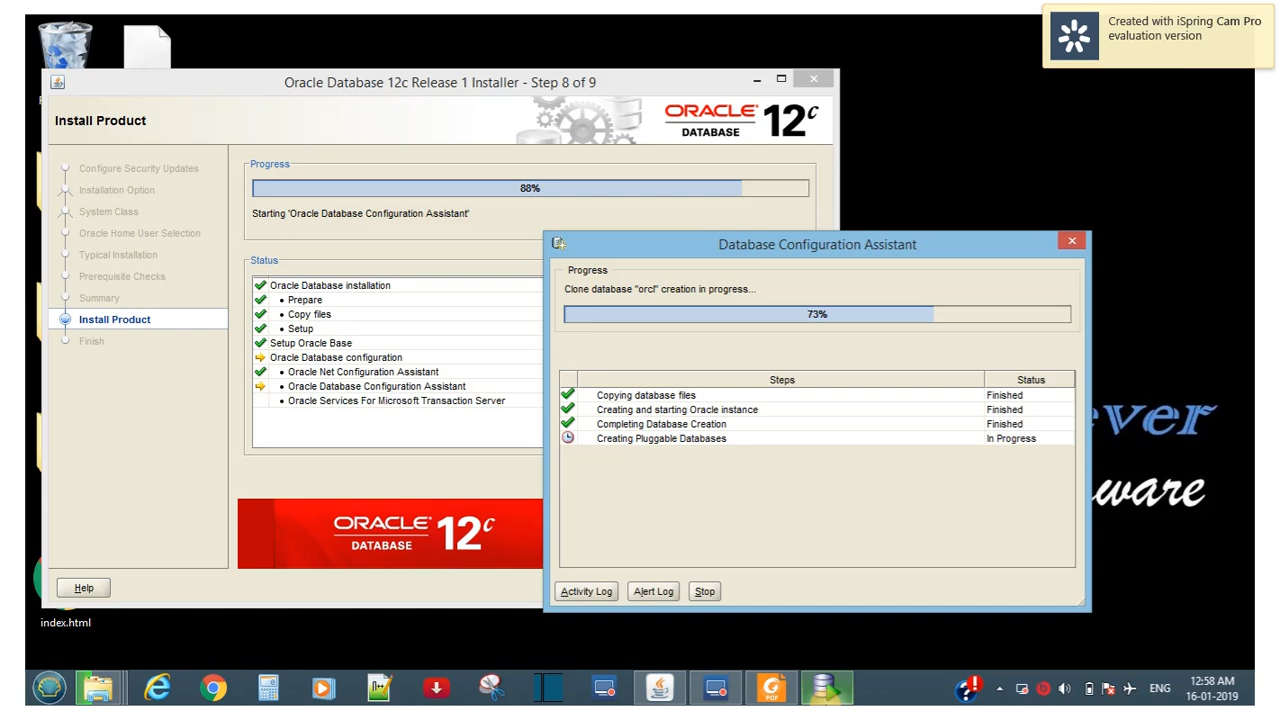 Created with iSpring Cam Pro
evaluation version
Oracle Database 12c Release 1 Installer - Step 8 of 9
Install Product
ORACLE
DATABASE 12c
Configure Security Updates
Installation Option
System Class
Oracle Home User Selection
Typical Installation
Prerequisite Checks
Summary
Install Product
Finish
Progress
88%
Starting 'Oracle Database Configuration Assistant'
Status
Oracle Database installation
• Prepare
• Copy files
• Setup
Setup Oracle Base
Oracle Database configuration
• Oracle Net Configuration Assistant
• Oracle Database Configuration Assistant
• Oracle Services For Microsoft Transaction Server
ORACLE
DATABASE 12c
Help
Database Configuration Assistant
Progress
Clone database "orcl" creation in progress...
73%
Steps Status
Copying database files Finished
Creating and starting Oracle instance Finished
Completing Database Creation Finished
Creating Pluggable Databases In Progress
Activity Log Alert Log Stop
ever
ware
index.html
ENG
12:58 AM
16-01-2019